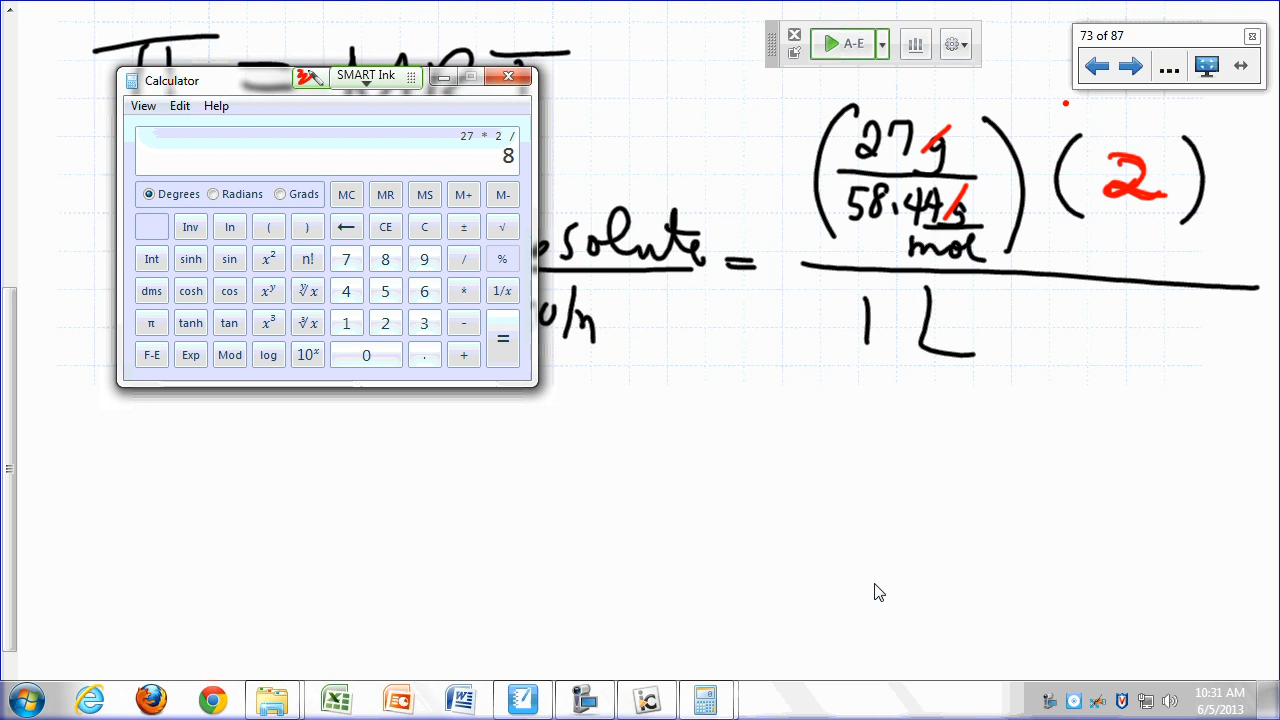 73 of 87
A-E
Calculator
SMART Ink
View Edit Help
27 * 2 /
8
Degrees Radians Grads MC MR MS M+ M-
Inv ln ( ) ← CE C ± √
Int sinh sin x² n! 7 8 9 / %
dms cosh cos xʸ ʸ√x 4 5 6 * 1/x
π tanh tan x³ ³√x 1 2 3 - =
F-E Exp Mod log 10ˣ 0 . +
solute = (27g / 58.44 g/mol) (2)
1 L
10:31 AM
6/5/2013